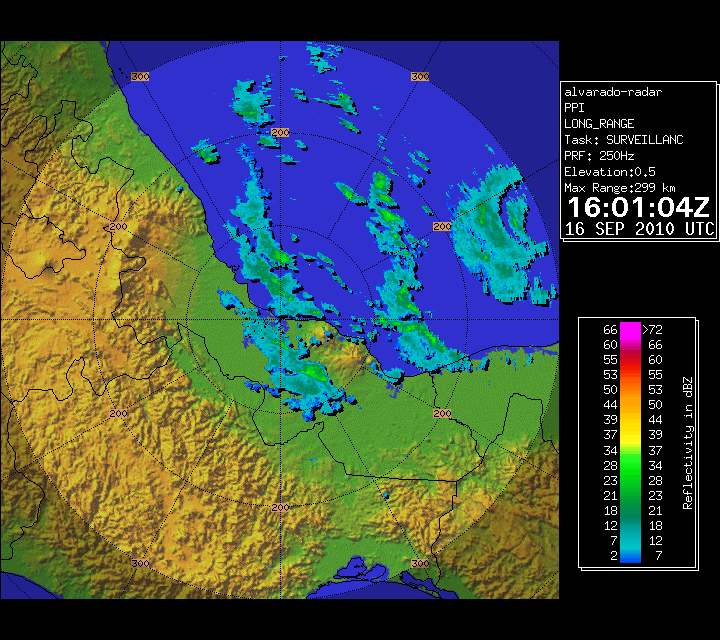 300
300
200
200
200
200
200
200
300
300
alvarado-radar
PPI
LONG_RANGE
Task: SURVEILLANC
PRF: 250Hz
Elevation:0.5
Max Range:299 km
16:01:04Z
16 SEP 2010 UTC
66 >72
60 66
55 60
53 55
50 53
44 50
39 44
37 39
34 37
28 34
23 28
21 23
18 21
12 18
7 12
2 7
Reflectivity in dBZ